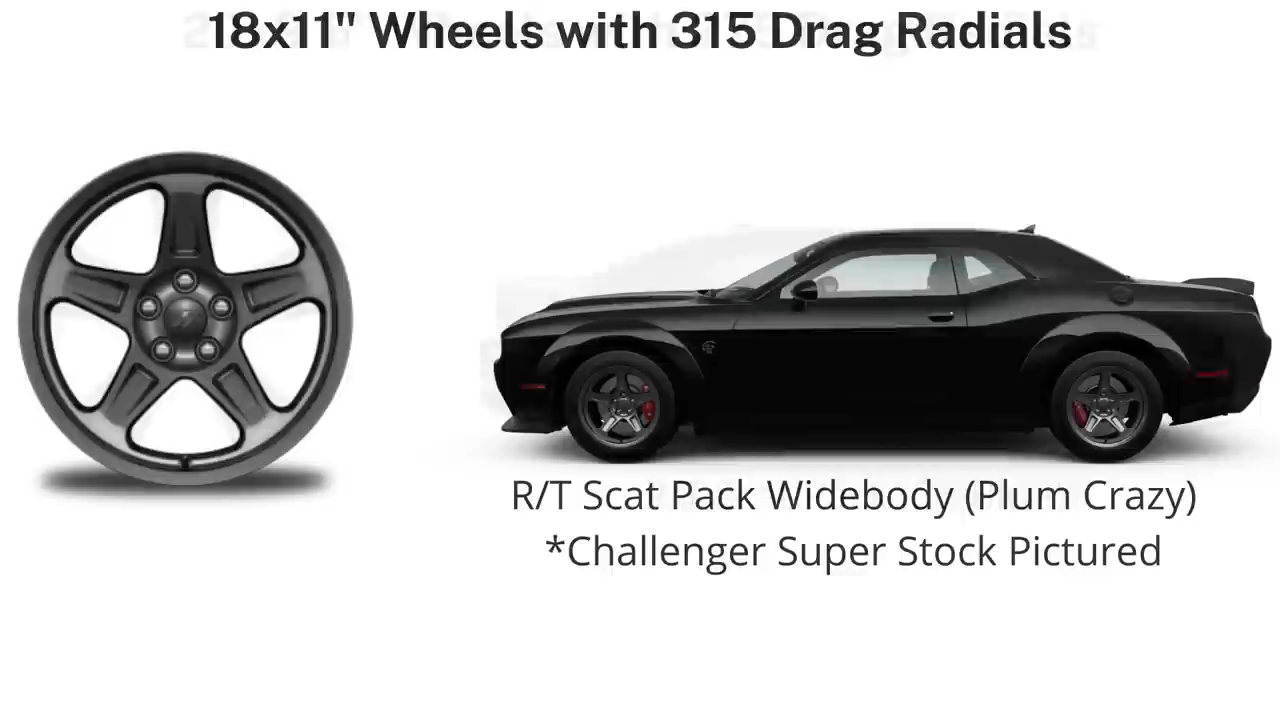 18x11" Wheels with 315 Drag Radials
R/T Scat Pack Widebody (Plum Crazy)
*Challenger Super Stock Pictured